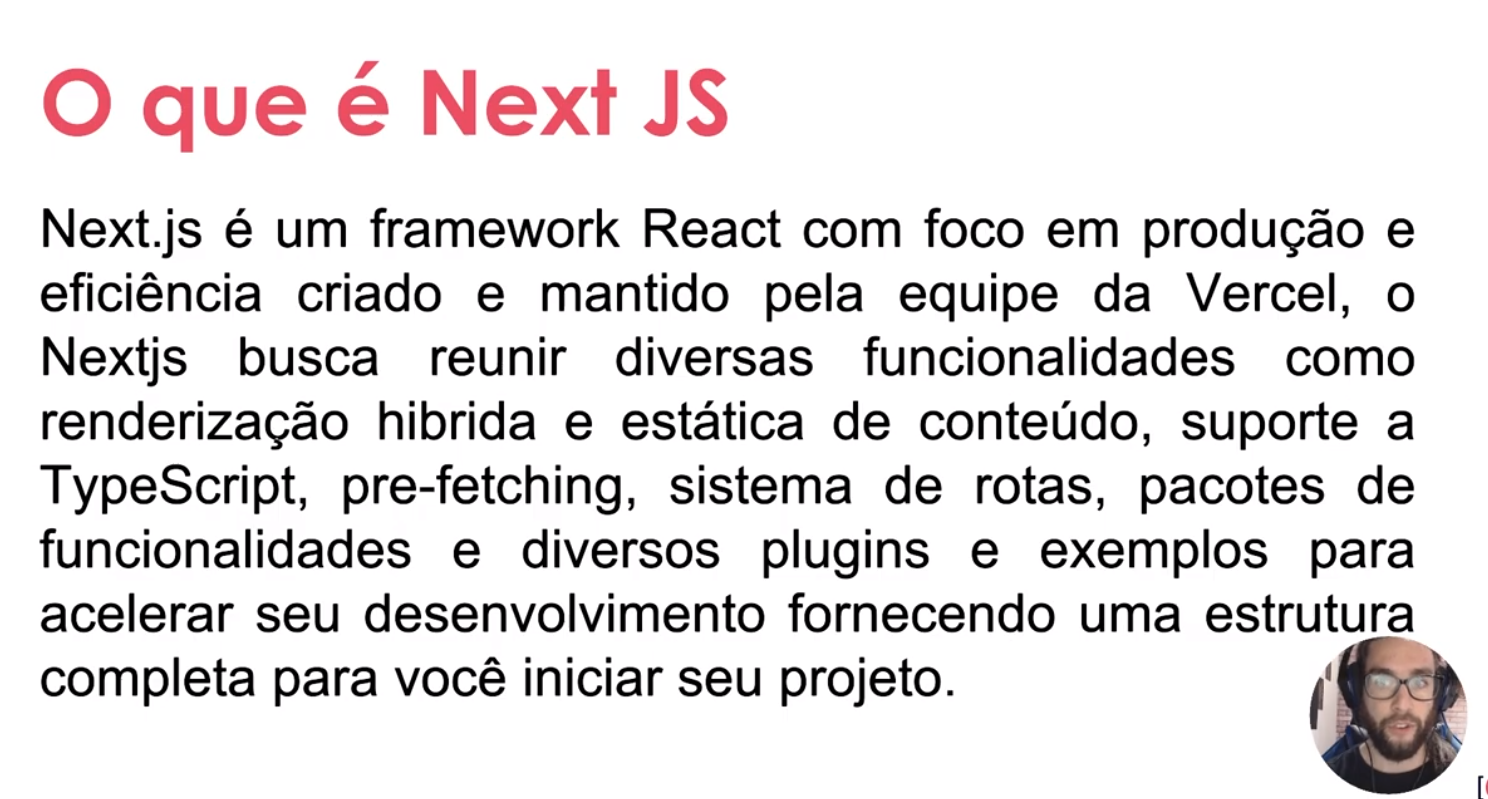 O que é Next JS
Next.js é um framework React com foco em produção e
eficiência criado e mantido pela equipe da Vercel, o
Nextjs busca reunir diversas funcionalidades como
renderização hibrida e estática de conteúdo, suporte a
TypeScript, pre-fetching, sistema de rotas, pacotes de
funcionalidades e diversos plugins e exemplos para
acelerar seu desenvolvimento fornecendo uma estrutura
completa para você iniciar seu projeto.
[